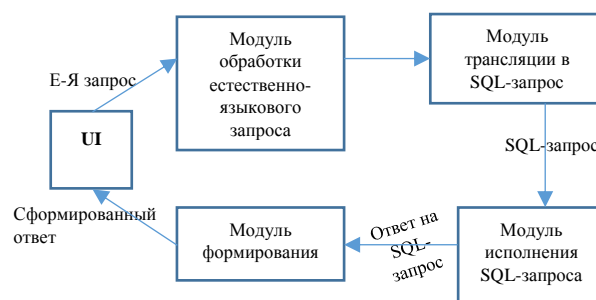 Модуль
обработки
естественно-
языкового
запроса
Модуль
трансляции в
SQL-запрос
Е-Я запрос
UI
SQL-запрос
Сформированный
ответ
Модуль
формирования
Ответ на
SQL-
запрос
Модуль
исполнения
SQL-запроса